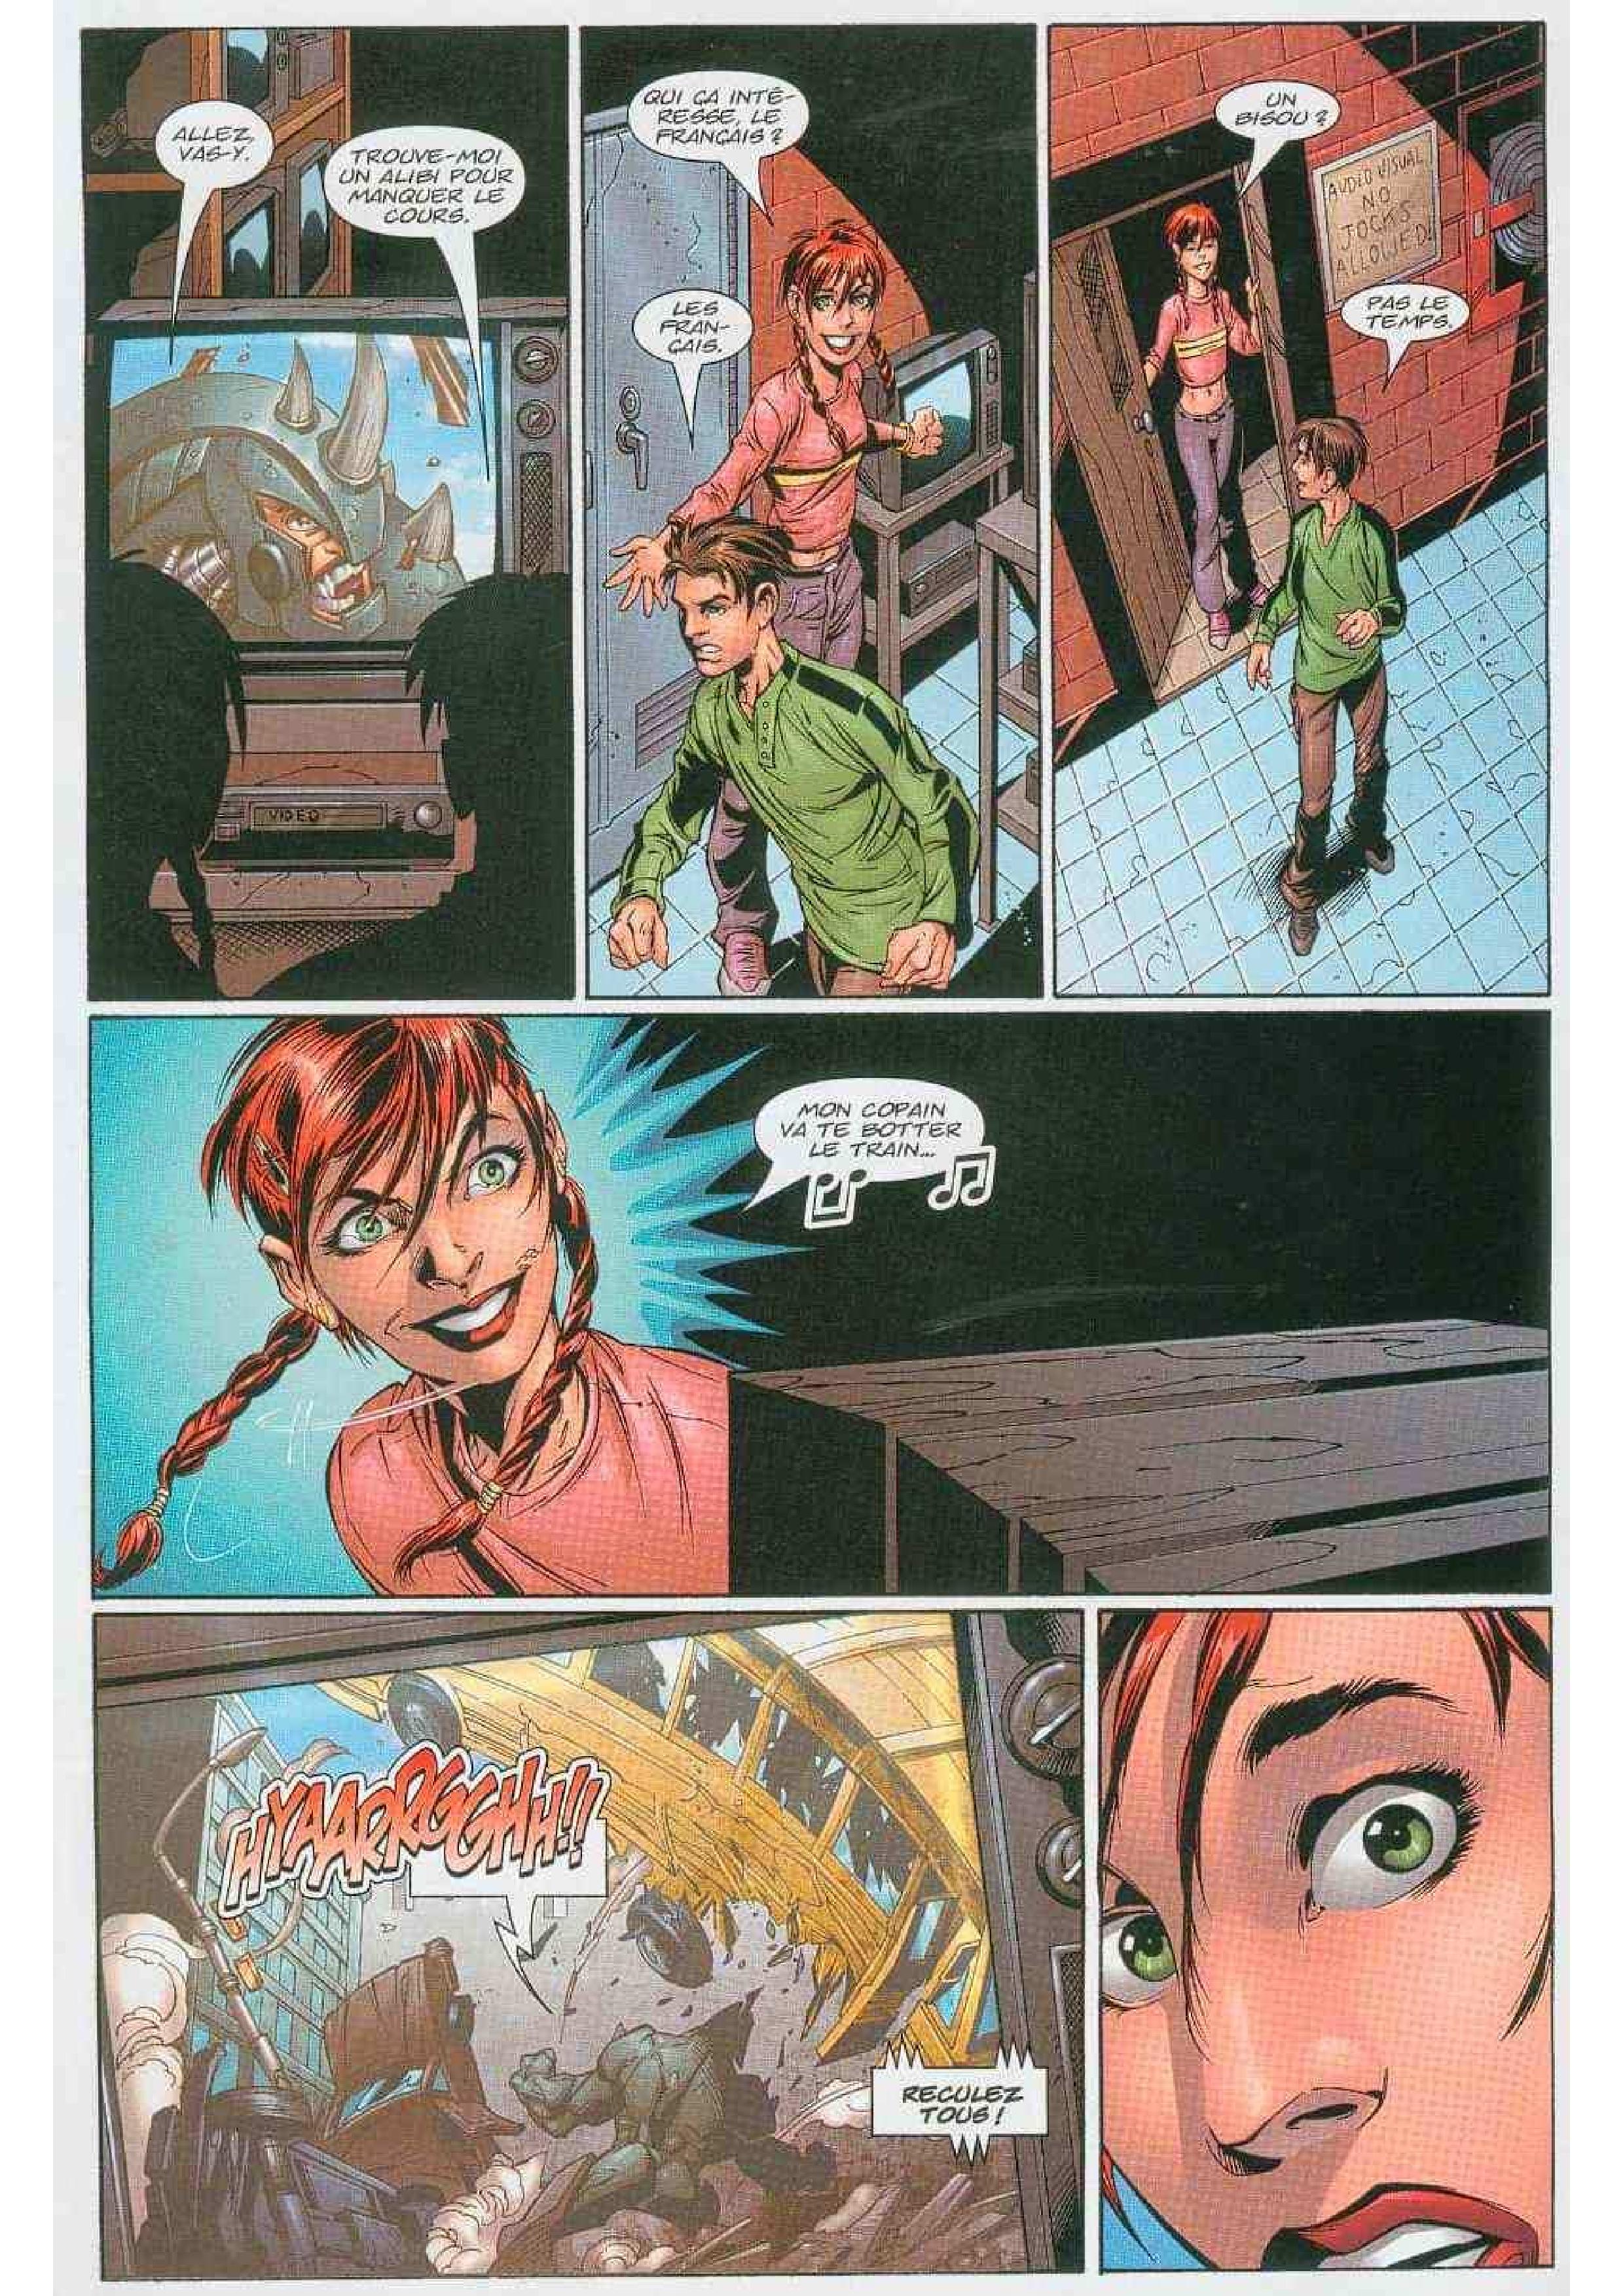 ALLEZ,
VAS-Y.
TROUVE-MOI
UN ALIBI POUR
MANQUER LE
COURS.
VIDEO
QUI ÇA INTÉ-
RESSE, LE
FRANÇAIS ?
LES
FRAN-
ÇAIS.
UN
BISOU ?
AUDIO VISUAL
NO
JOCKS
ALLOWED!
PAS LE
TEMPS.
MON COPAIN
VA TE BOTTER
LE TRAIN...
HYAARRGGHH!!
RECULEZ
TOUS !